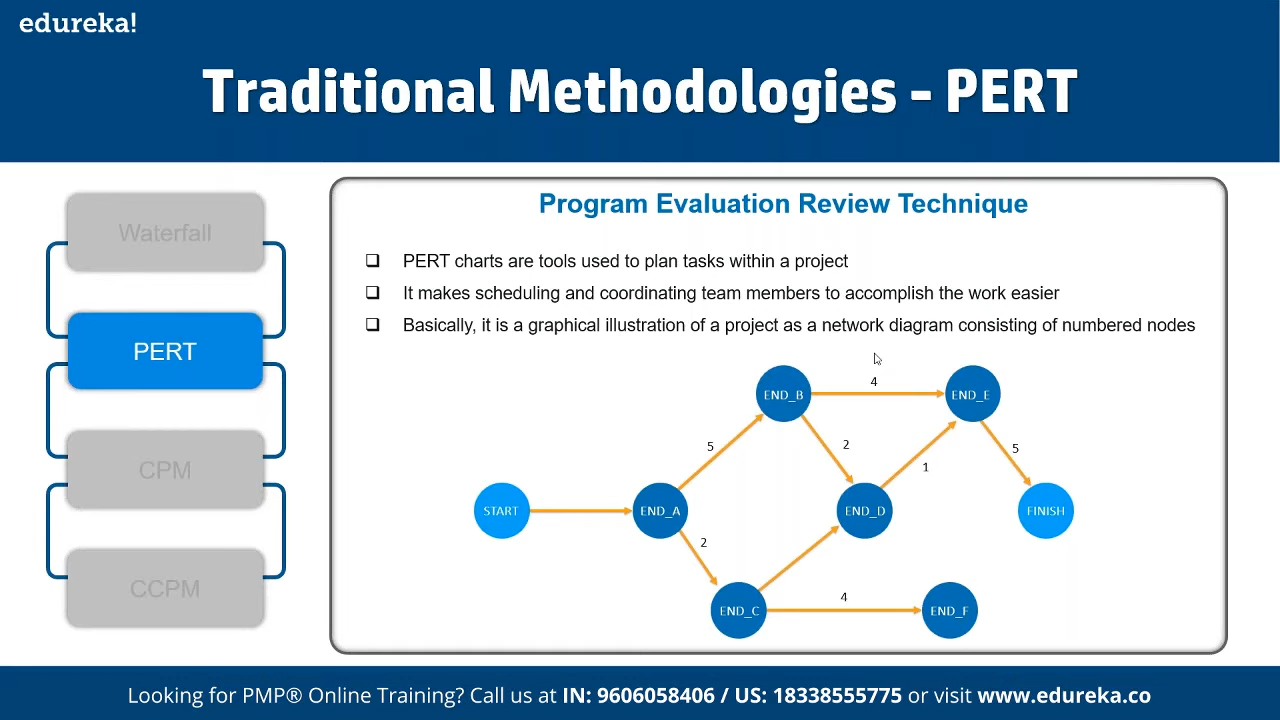 edureka!
Traditional Methodologies - PERT
Waterfall
PERT
CPM
CCPM
Program Evaluation Review Technique
PERT charts are tools used to plan tasks within a project
It makes scheduling and coordinating team members to accomplish the work easier
Basically, it is a graphical illustration of a project as a network diagram consisting of numbered nodes
4
END_B
END_E
5
2
5
1
START
END_A
END_D
FINISH
2
4
END_C
END_F
Looking for PMP® Online Training? Call us at IN: 9606058406 / US: 18338555775 or visit www.edureka.co